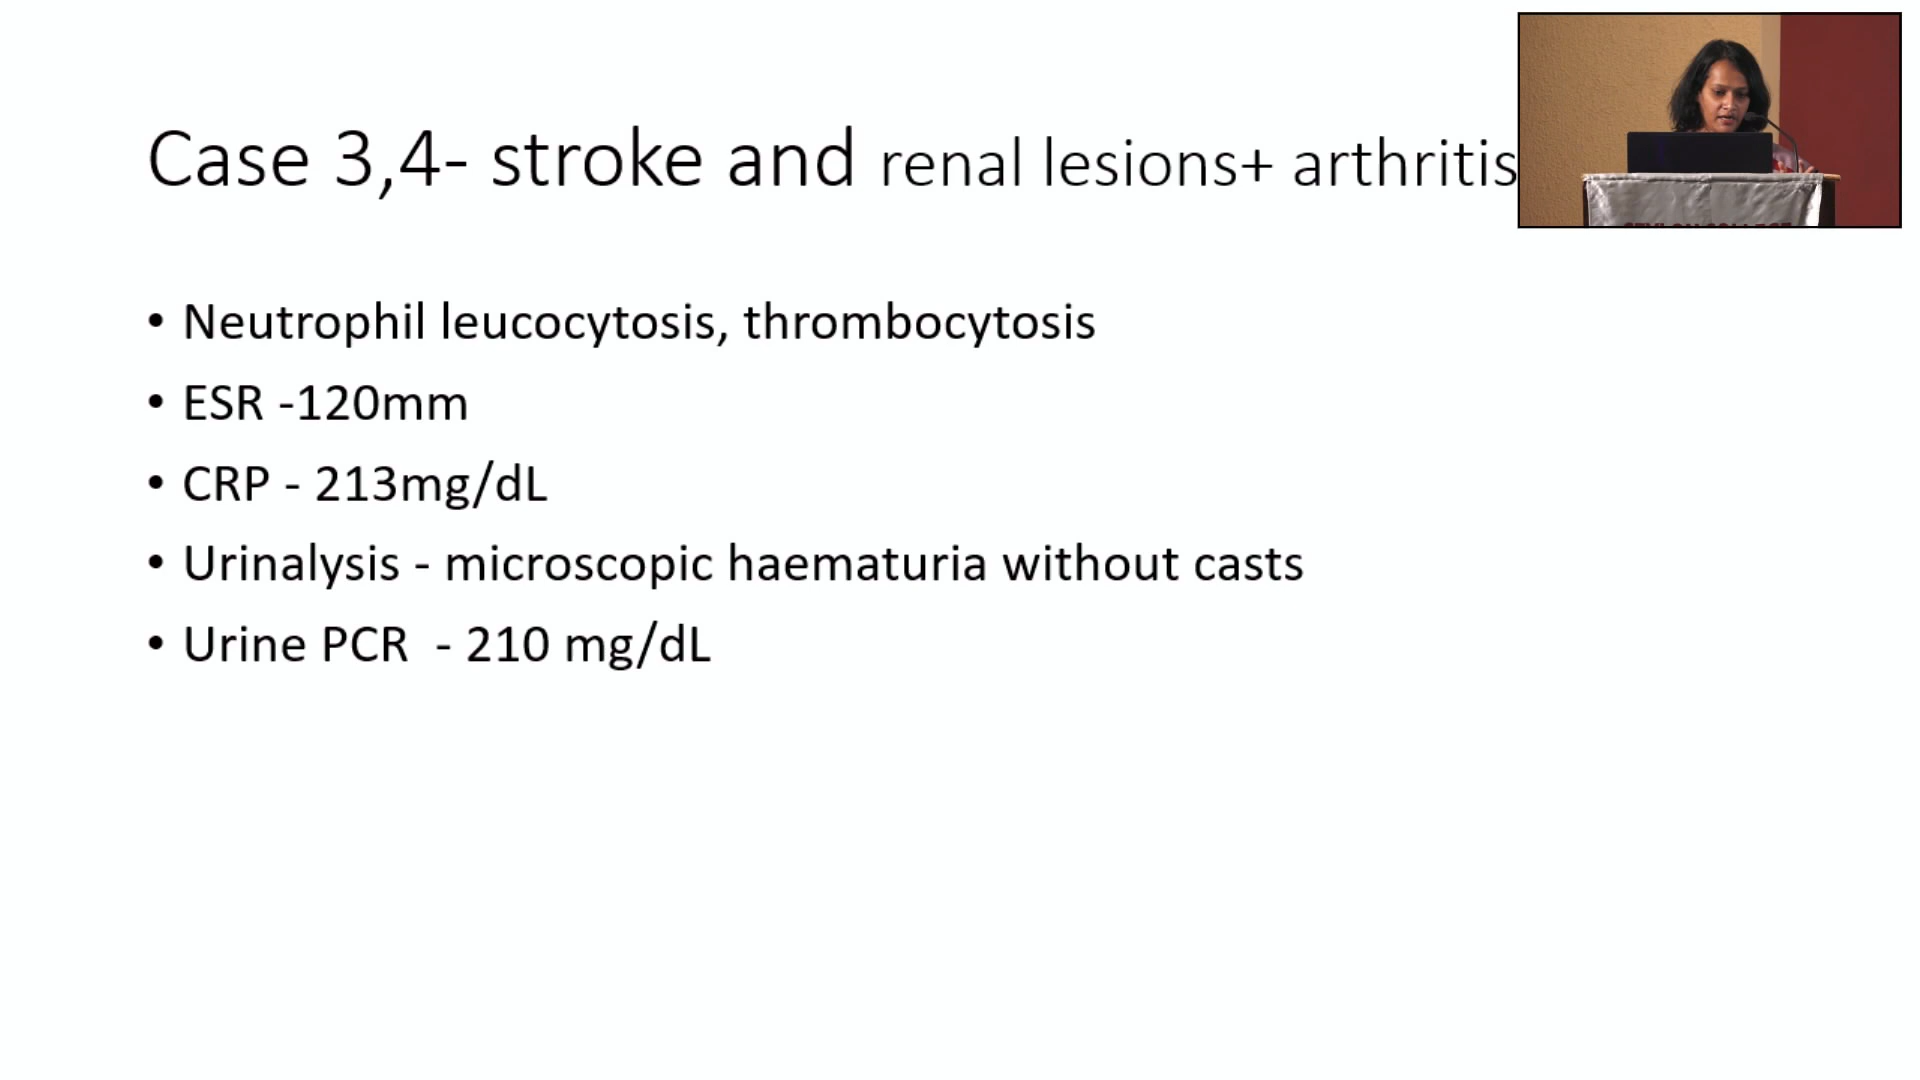 Case 3,4- stroke and renal lesions+ arthritis
• Neutrophil leucocytosis, thrombocytosis
• ESR -120mm
• CRP - 213mg/dL
• Urinalysis - microscopic haematuria without casts
• Urine PCR - 210 mg/dL